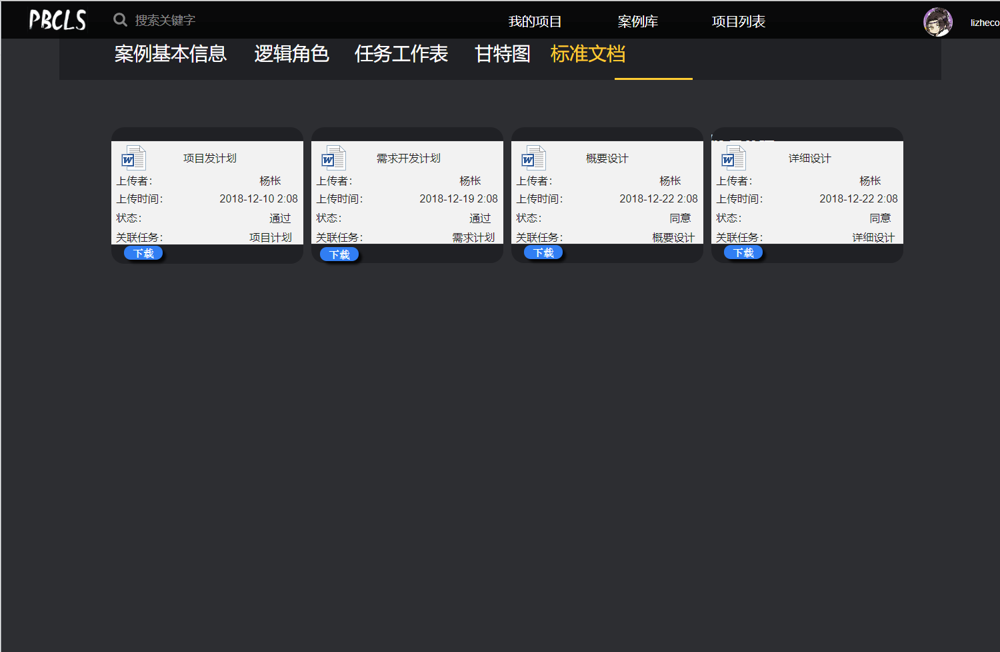 PBCLS
搜索关键字
我的项目
案例库
项目列表
lizheco
案例基本信息
逻辑角色
任务工作表
甘特图
标准文档
项目发计划
上传者：
杨枨
上传时间：
2018-12-10 2:08
状态：
通过
关联任务：
项目计划
下载
需求开发计划
上传者：
杨枨
上传时间：
2018-12-19 2:08
状态：
通过
关联任务：
需求计划
下载
概要设计
上传者：
杨枨
上传时间：
2018-12-22 2:08
状态：
同意
关联任务：
概要设计
下载
详细设计
上传者：
杨枨
上传时间：
2018-12-22 2:08
状态：
同意
关联任务：
详细设计
下载